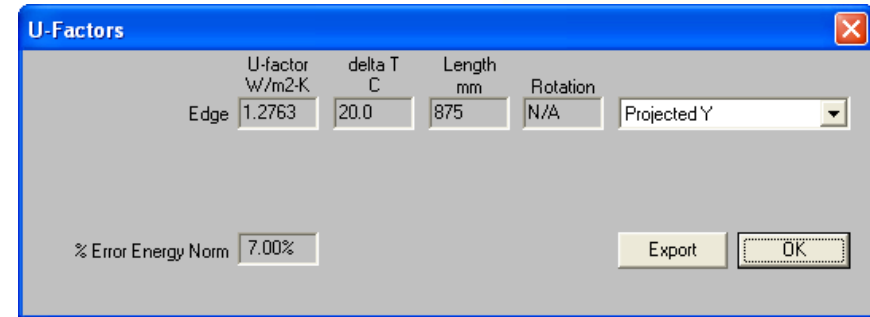 U-Factors
U-factor delta T Length
W/m2-K C mm Rotation
Edge 1.2763 20.0 875 N/A Projected Y
% Error Energy Norm 7.00% Export OK